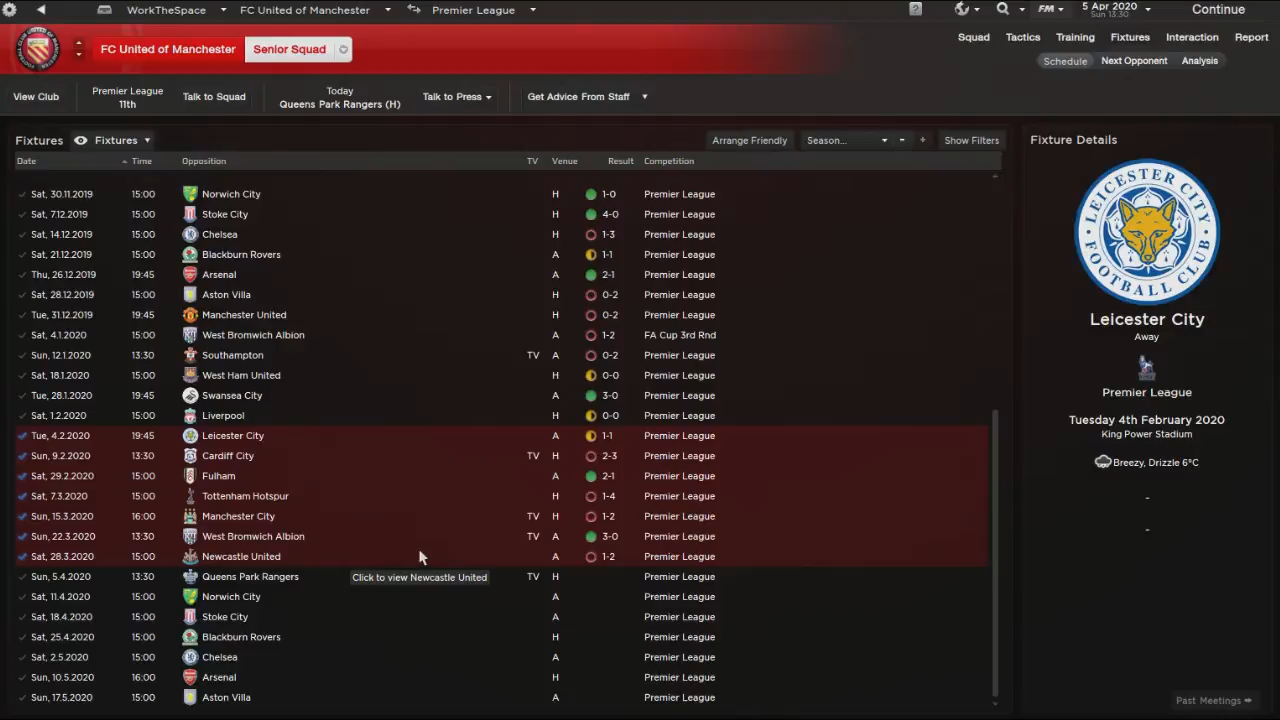 WorkTheSpace FC United of Manchester Premier League ? FM 5 Apr 2020 Sun 13:30 Continue
FC United of Manchester Senior Squad
Squad Tactics Training Fixtures Interaction Report
Schedule Next Opponent Analysis
View Club Premier League 11th Talk to Squad Today Queens Park Rangers (H) Talk to Press Get Advice From Staff
Fixtures Fixtures Arrange Friendly Season... - + Show Filters
Date Time Opposition TV Venue Result Competition
Sat, 30.11.2019 15:00 Norwich City H 1-0 Premier League
Sat, 7.12.2019 15:00 Stoke City H 4-0 Premier League
Sat, 14.12.2019 15:00 Chelsea H 1-3 Premier League
Sat, 21.12.2019 15:00 Blackburn Rovers A 1-1 Premier League
Thu, 26.12.2019 19:45 Arsenal A 2-1 Premier League
Sat, 28.12.2019 15:00 Aston Villa H 0-2 Premier League
Tue, 31.12.2019 19:45 Manchester United H 0-2 Premier League
Sat, 4.1.2020 15:00 West Bromwich Albion A 1-2 FA Cup 3rd Rnd
Sun, 12.1.2020 13:30 Southampton TV A 0-2 Premier League
Sat, 18.1.2020 15:00 West Ham United H 0-0 Premier League
Tue, 28.1.2020 19:45 Swansea City A 3-0 Premier League
Sat, 1.2.2020 15:00 Liverpool H 0-0 Premier League
Tue, 4.2.2020 19:45 Leicester City A 1-1 Premier League
Sun, 9.2.2020 13:30 Cardiff City TV H 2-3 Premier League
Sat, 29.2.2020 15:00 Fulham A 2-1 Premier League
Sat, 7.3.2020 15:00 Tottenham Hotspur H 1-4 Premier League
Sun, 15.3.2020 16:00 Manchester City TV H 1-2 Premier League
Sun, 22.3.2020 13:30 West Bromwich Albion TV A 3-0 Premier League
Sat, 28.3.2020 15:00 Newcastle United A 1-2 Premier League
Sun, 5.4.2020 13:30 Queens Park Rangers Click to view Newcastle United TV H Premier League
Sat, 11.4.2020 15:00 Norwich City A Premier League
Sat, 18.4.2020 15:00 Stoke City A Premier League
Sat, 25.4.2020 15:00 Blackburn Rovers H Premier League
Sat, 2.5.2020 15:00 Chelsea A Premier League
Sun, 10.5.2020 16:00 Arsenal H Premier League
Sun, 17.5.2020 15:00 Aston Villa A Premier League
Fixture Details
LEICESTER CITY
FOOTBALL CLUB
Leicester City
Away
Premier League
Tuesday 4th February 2020
King Power Stadium
Breezy, Drizzle 6°C
-
-
Past Meetings